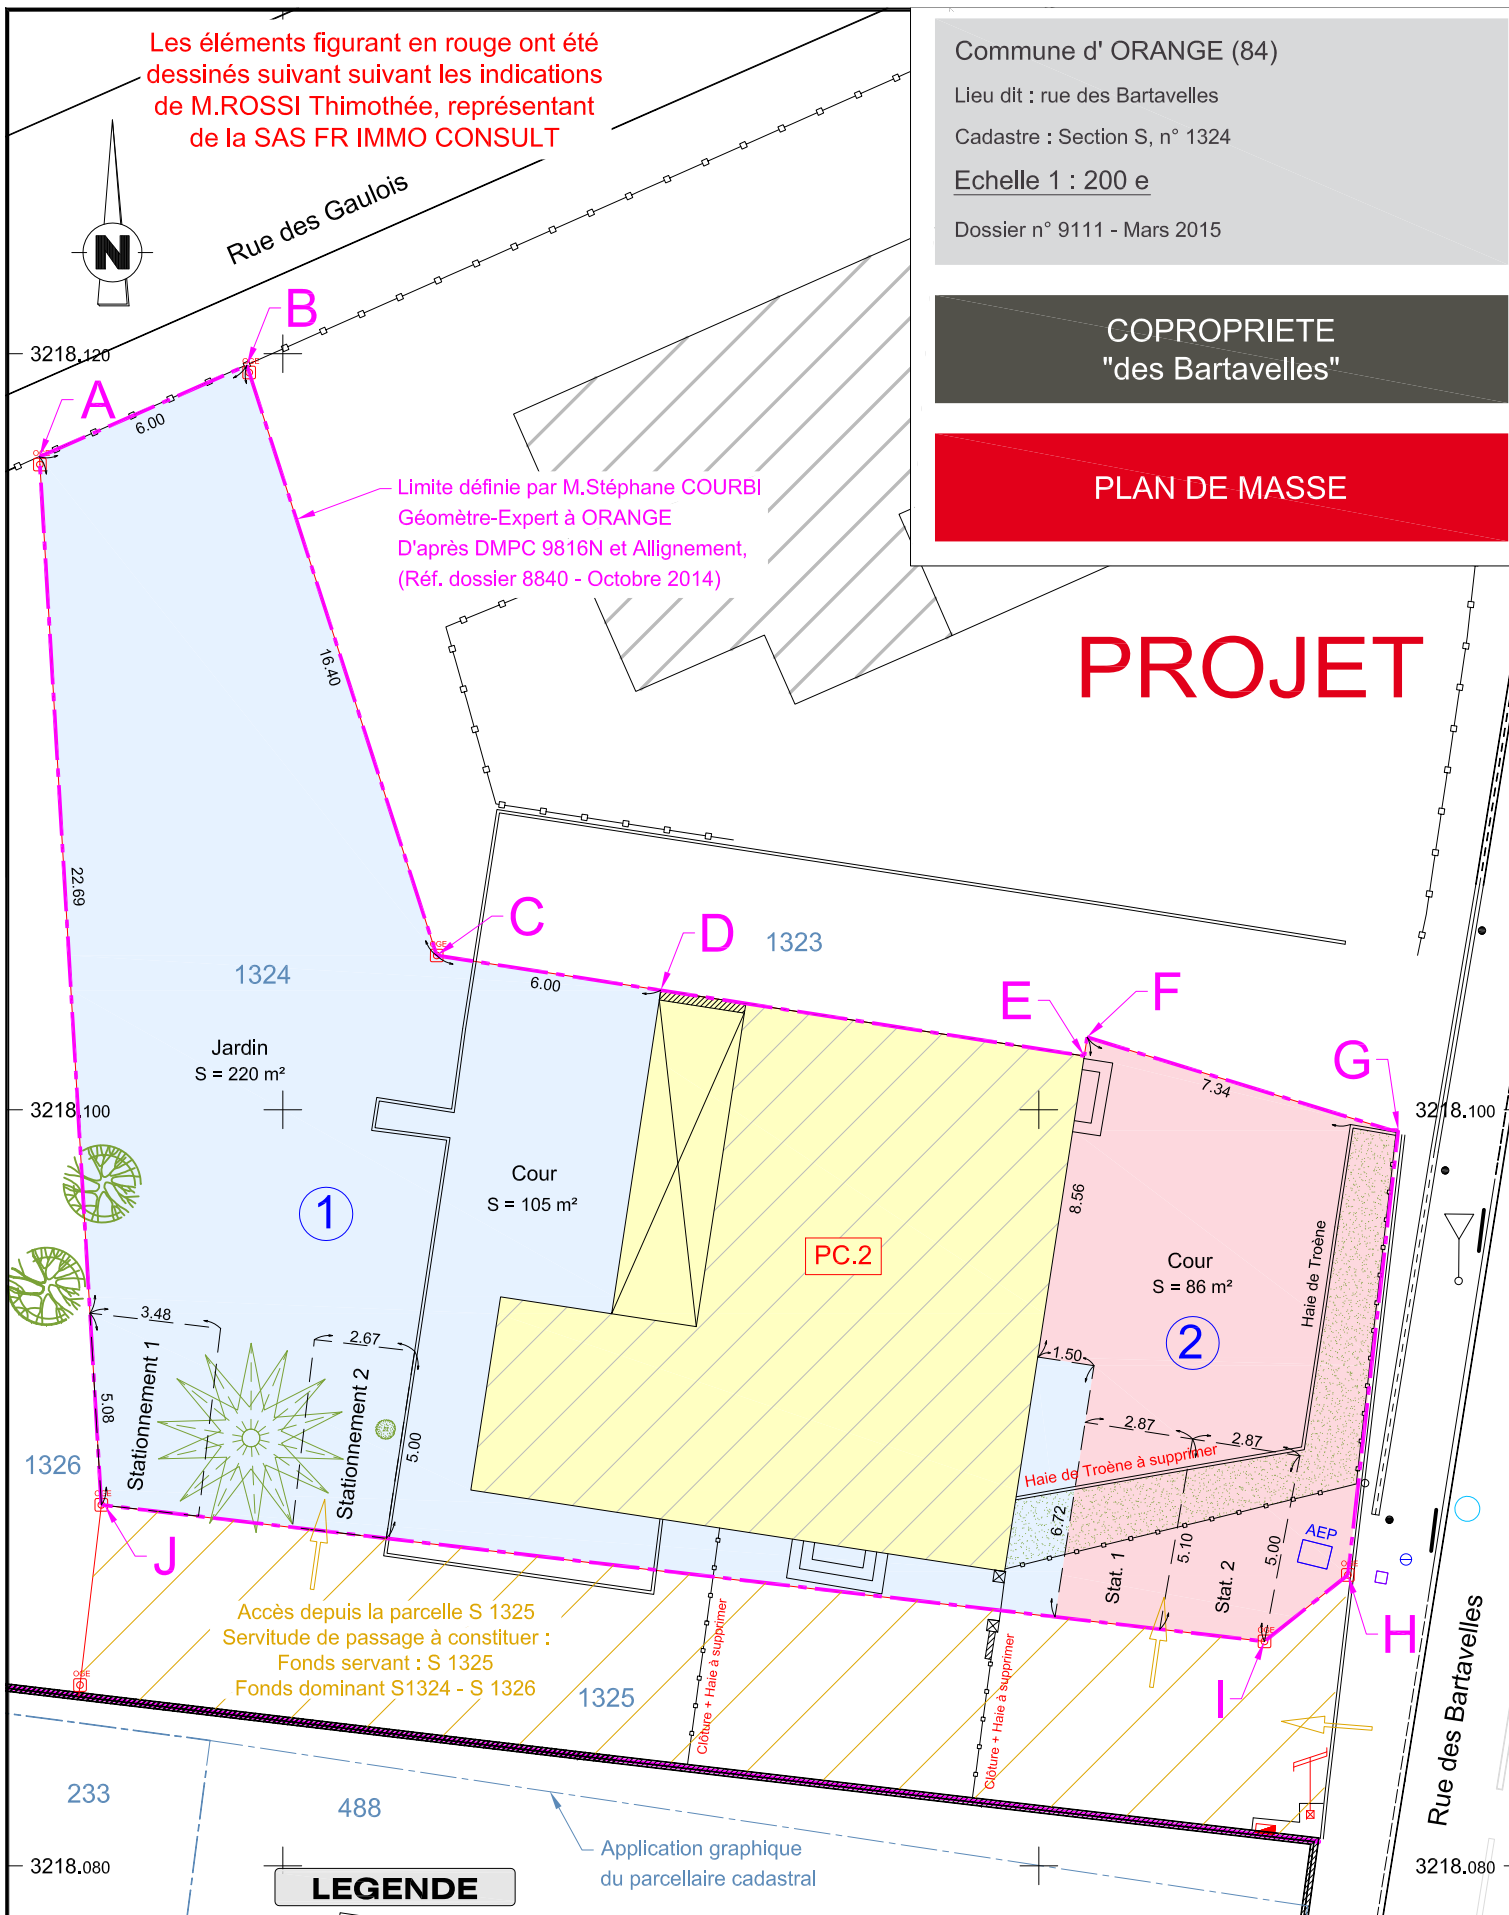 Les éléments figurant en rouge ont été
dessinés suivant suivant les indications
de M.ROSSI Thimothée, représentant
de la SAS FR IMMO CONSULT
Commune d' ORANGE (84)
Lieu dit : rue des Bartavelles
Cadastre : Section S, n° 1324
Echelle 1 : 200 e
Dossier n° 9111 - Mars 2015
COPROPRIETE
"des Bartavelles"
PLAN DE MASSE
PROJET
N
Rue des Gaulois
3218.120
A
B
OGE
6.00
Limite définie par M.Stéphane COURBI
Géomètre-Expert à ORANGE
D'après DMPC 9816N et Allignement,
(Réf. dossier 8840 - Octobre 2014)
16.40
22.69
C
D
1323
1324
6.00
E
F
G
7.34
Jardin
S = 220 m²
3218.100
3218.100
Cour
S = 105 m²
1
8.56
PC.2
Cour
S = 86 m²
2
Haie de Troène
3.48
2.67
1.50
Stationnement 1
Stationnement 2
5.08
5.00
2.87
2.87
Haie de Troène à supprimer
1326
OGE
J
6.72
5.10
5.00
Stat. 1
Stat. 2
AEP
H
I
OGE
Accès depuis la parcelle S 1325
Servitude de passage à constituer :
Fonds servant : S 1325
Fonds dominant S1324 - S 1326
OGE
1325
Clôture + Haie à supprimer
Clôture + Haie à supprimer
Rue des Bartavelles
233
488
Application graphique
du parcellaire cadastral
3218.080
3218.080
LEGENDE